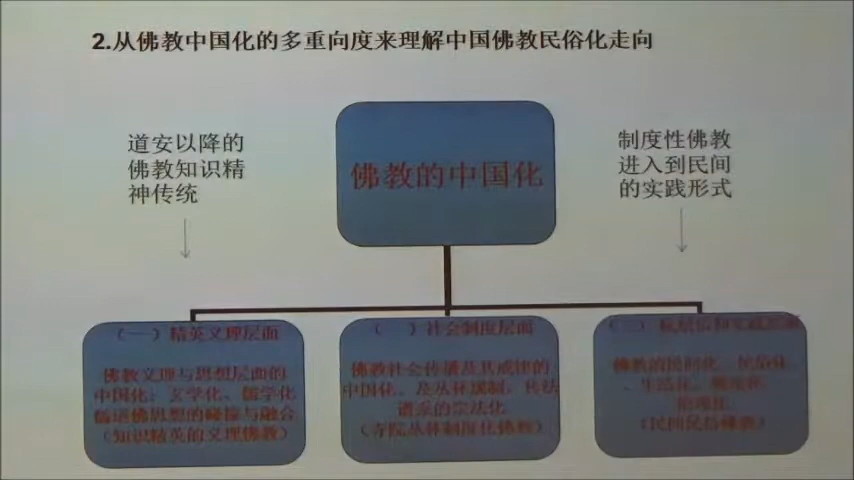 2.从佛教中国化的多重向度来理解中国佛教民俗化走向
道安以降的
佛教知识精
神传统
佛教的中国化
制度性佛教
进入到民间
的实践形式
（一）精英义理层面
佛教义理与思想层面的
中国化：玄学化、儒学化
儒道佛思想的碰撞与融合
（知识精英的义理佛教）
（ ）社会制度层面
佛教社会传播及其戒律的
中国化、及丛林规制、
谱系的宗法化
（寺院丛林制度化佛教）
佛教的民间化、民俗化
、生活化、
（民间民俗佛教）